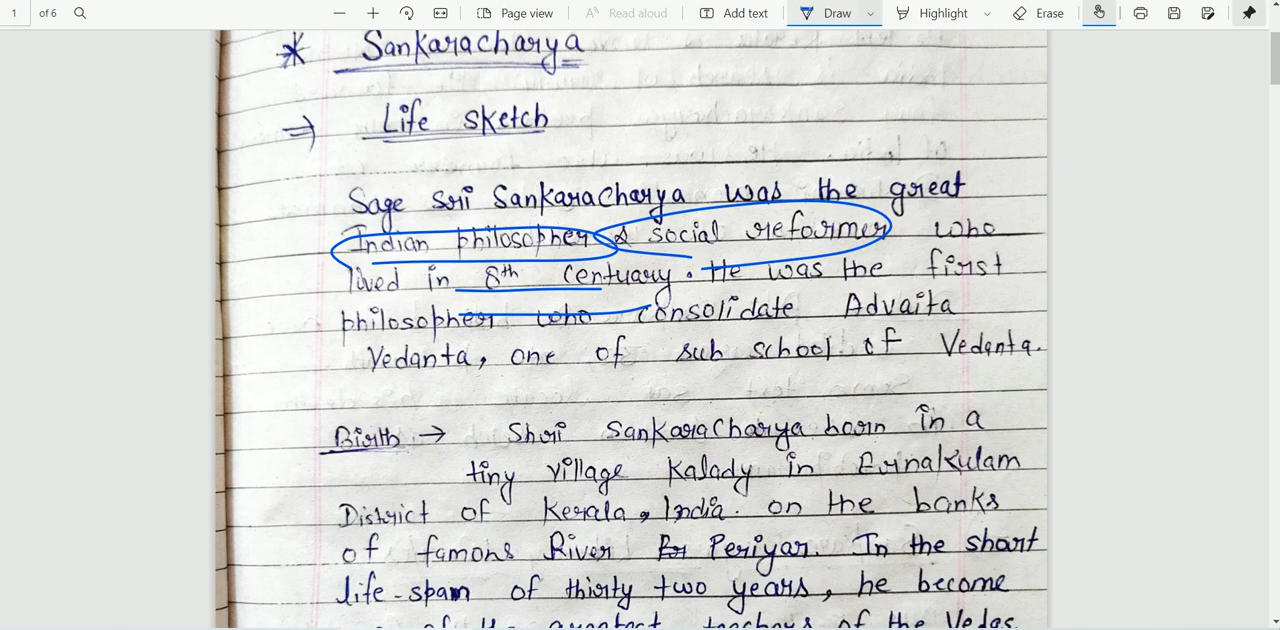 1 of 6 Page view Read aloud Add text Draw Highlight Erase
* Sankaracharya
⇒ Life sketch
Sage Sri Sankaracharya was the great
Indian philosopher & social reformer who
lived in 8th Centuary. He was the first
philosopher who consolidate Advaita
Vedanta, one of sub school of Vedanta.
Birth → Shri Sankaracharya born in a
tiny village Kalady in Ernakulam
District of Kerala, India. on the banks
of famous River Periyar. In the short
life-span of thirty two years, he become
teachers of the Vedas.